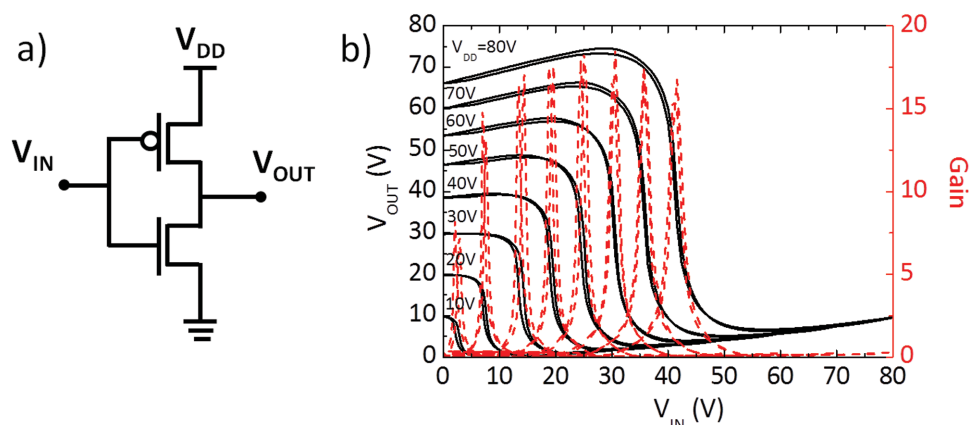 a)
V_DD
V_IN
V_OUT
b)
V_DD=80V
70V
60V
50V
40V
30V
20V
10V
V_OUT (V)
80
70
60
50
40
30
20
10
0
0 10 20 30 40 50 60 70 80
V_IN (V)
20
15
10
5
0
Gain